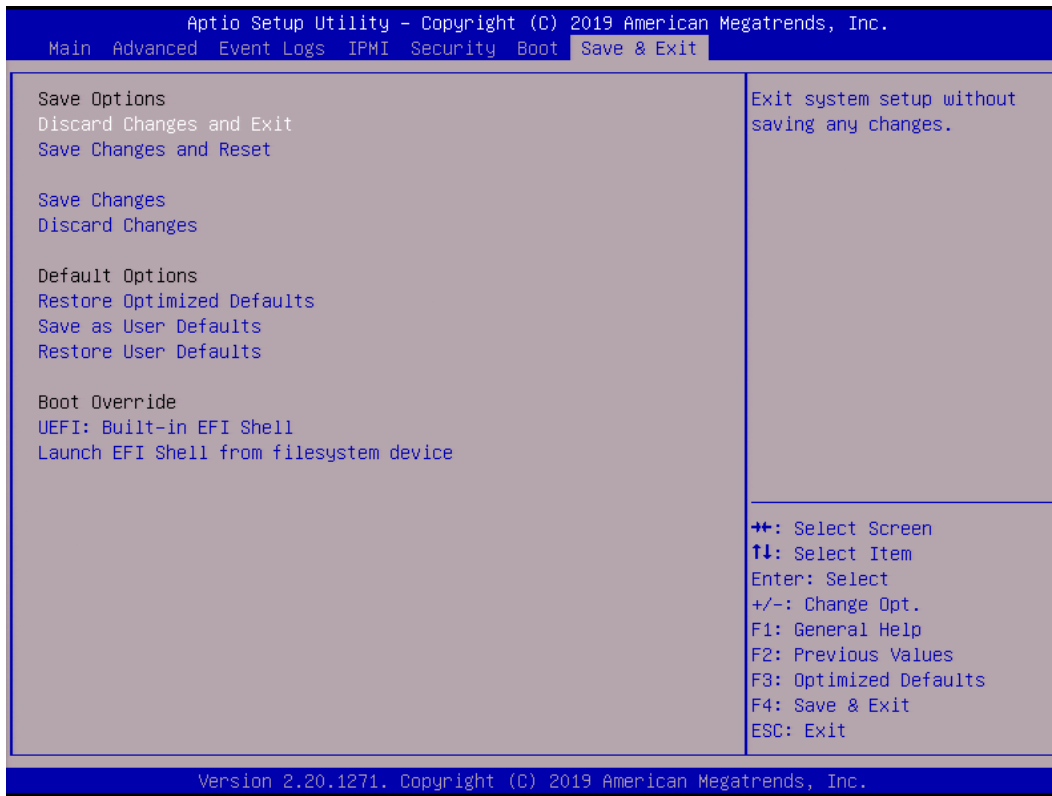 Aptio Setup Utility – Copyright (C) 2019 American Megatrends, Inc.
Main Advanced Event Logs IPMI Security Boot Save & Exit
Save Options
Discard Changes and Exit
Save Changes and Reset
Save Changes
Discard Changes
Default Options
Restore Optimized Defaults
Save as User Defaults
Restore User Defaults
Boot Override
UEFI: Built-in EFI Shell
Launch EFI Shell from filesystem device
Exit system setup without
saving any changes.
→←: Select Screen
↑↓: Select Item
Enter: Select
+/-: Change Opt.
F1: General Help
F2: Previous Values
F3: Optimized Defaults
F4: Save & Exit
ESC: Exit
Version 2.20.1271. Copyright (C) 2019 American Megatrends, Inc.